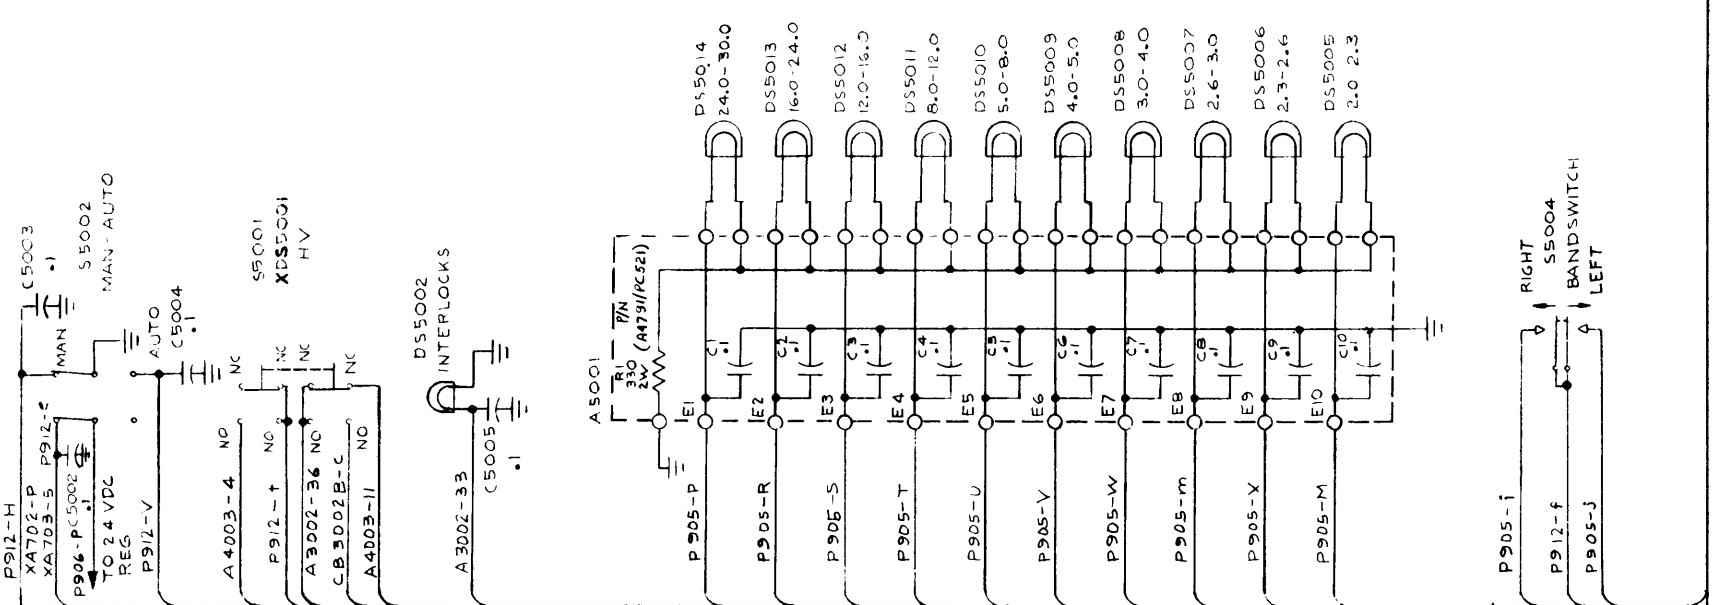 P912-H
XA702-P
XA703-5
P912-e
P906-P
C5002
.1
TO 24 VDC
REG
P912-V
C5003
.1
S5002
MAN-AUTO
MAN
AUTO
C5004
.1
S5001
XDS5001
HV
NC
NC
NC
NC
NO
NO
NO
NO
A4003-4
P912-t
A3002-36
CB3002B-C
A4003-11
DS5002
INTERLOCKS
A3002-33
C5005
.1
A5001
R1
330
2W
P/N
(A4791/PC521)
DS5014
24.0-30.0
DS5013
16.0-24.0
DS5012
12.0-16.0
DS5011
8.0-12.0
DS5010
5.0-8.0
DS5009
4.0-5.0
DS5008
3.0-4.0
DS5007
2.6-3.0
DS5006
2.3-2.6
DS5005
2.0 2.3
C1
.1
C2
.1
C3
.1
C4
.1
C5
.1
C6
.1
C7
.1
C8
.1
C9
.1
C10
.1
E1
E2
E3
E4
E5
E6
E7
E8
E9
E10
P905-P
P905-R
P905-S
P905-T
P905-U
P905-V
P905-W
P905-m
P905-X
P905-M
RIGHT
S5004
BANDSWITCH
LEFT
P905-i
P912-f
P905-j